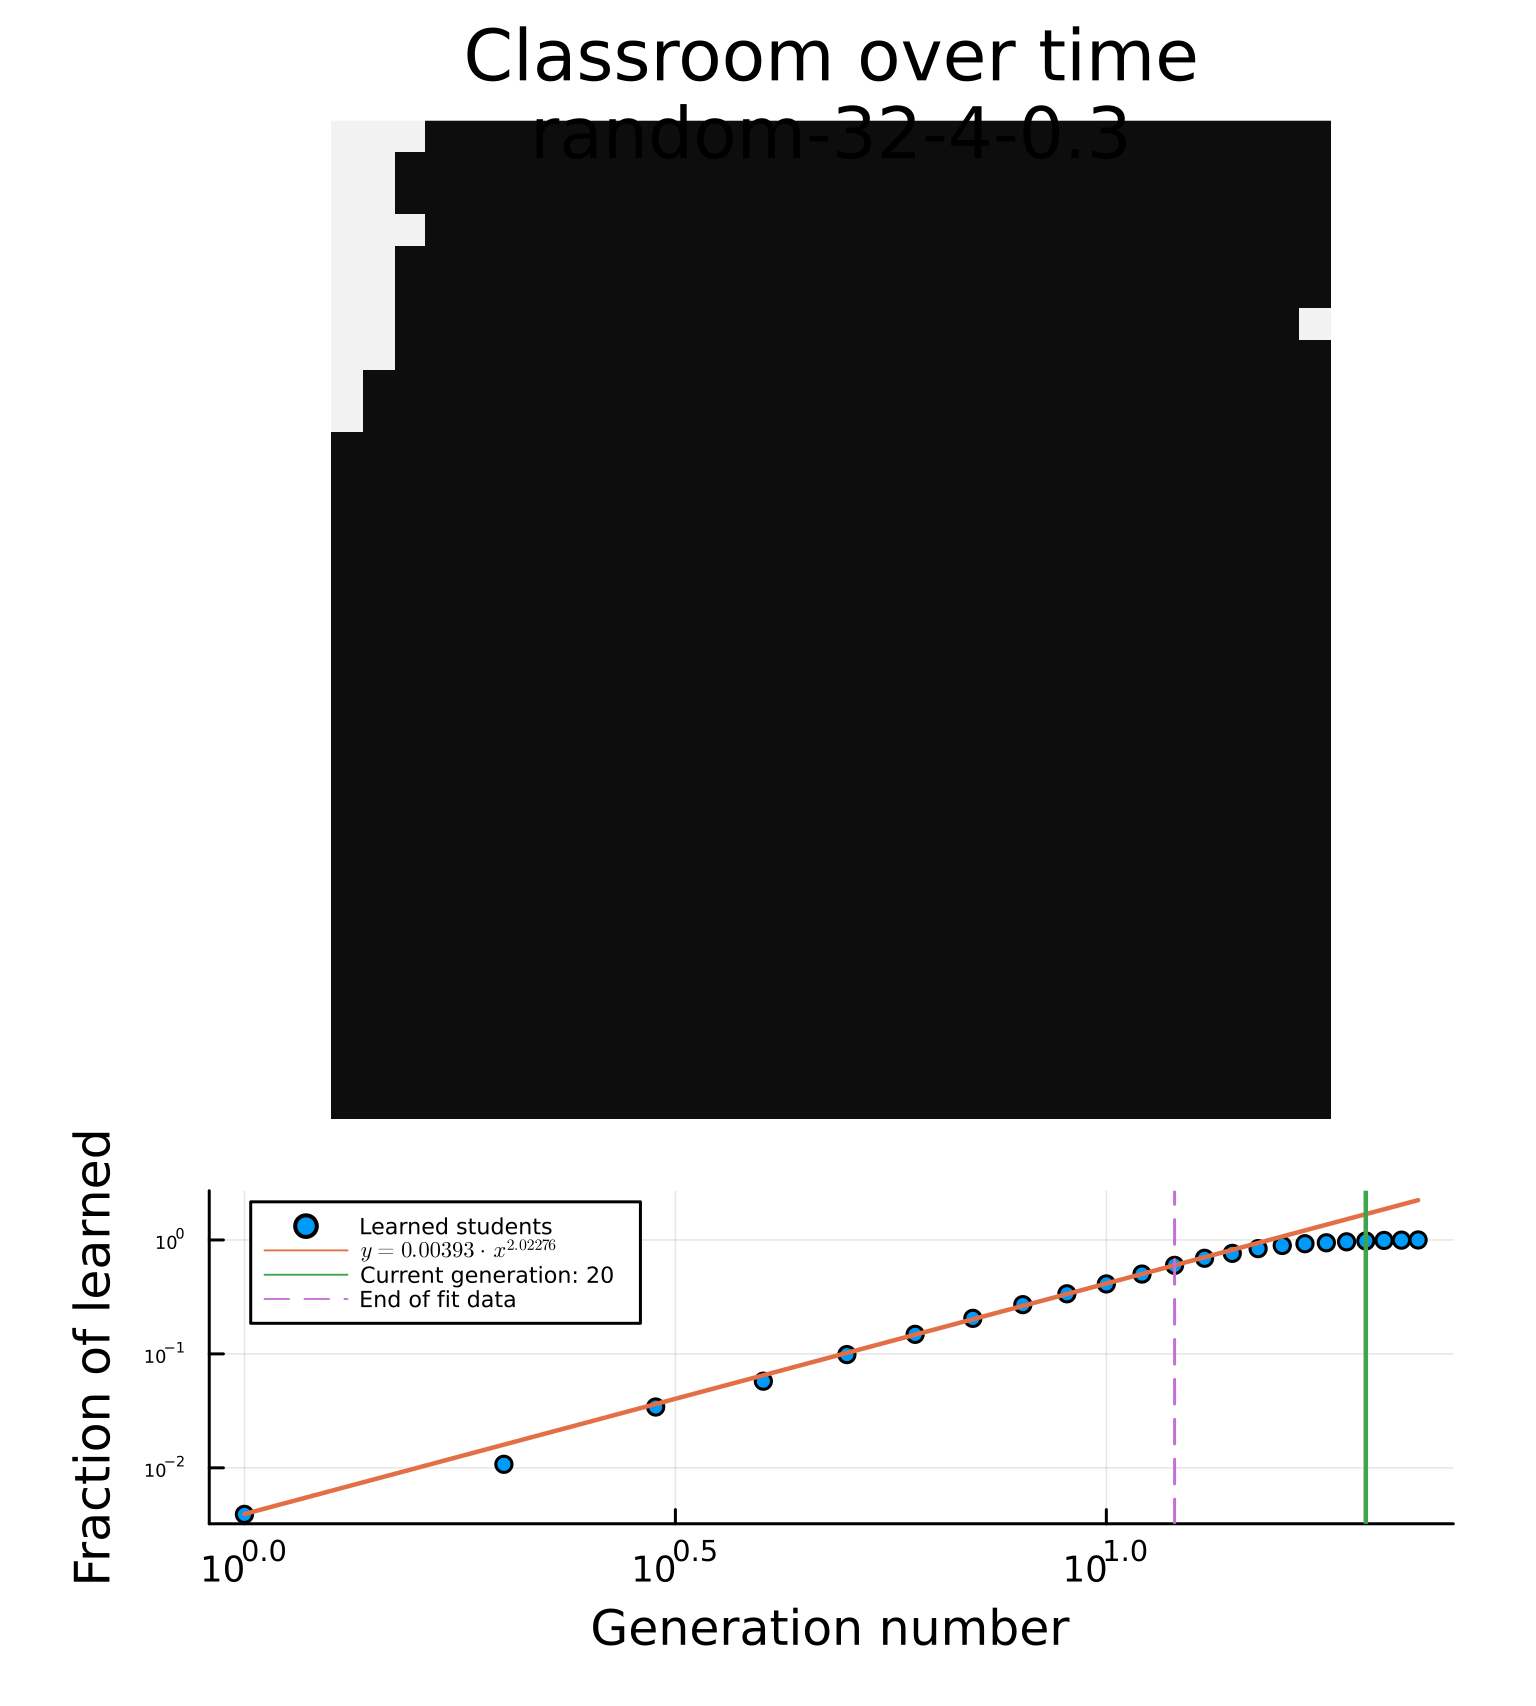 Classroom over time
random-32-4-0.3
Fraction of learned
10^0
10^−1
10^−2
Learned students
y = 0.00393 · x^2.02276
Current generation: 20
End of fit data
10^0.0
10^0.5
10^1.0
Generation number